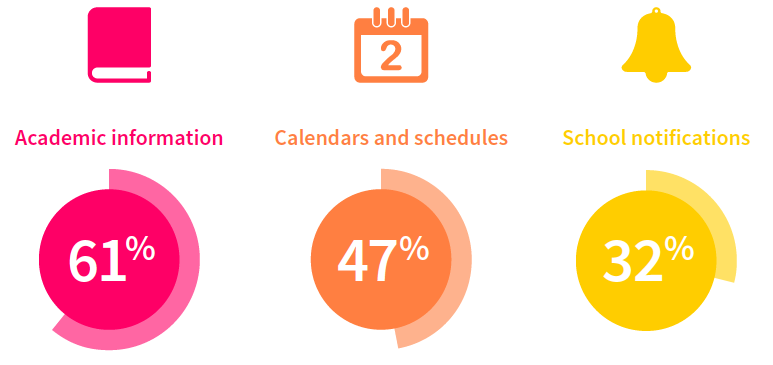 2
Academic information
Calendars and schedules
School notifications
61%
47%
32%